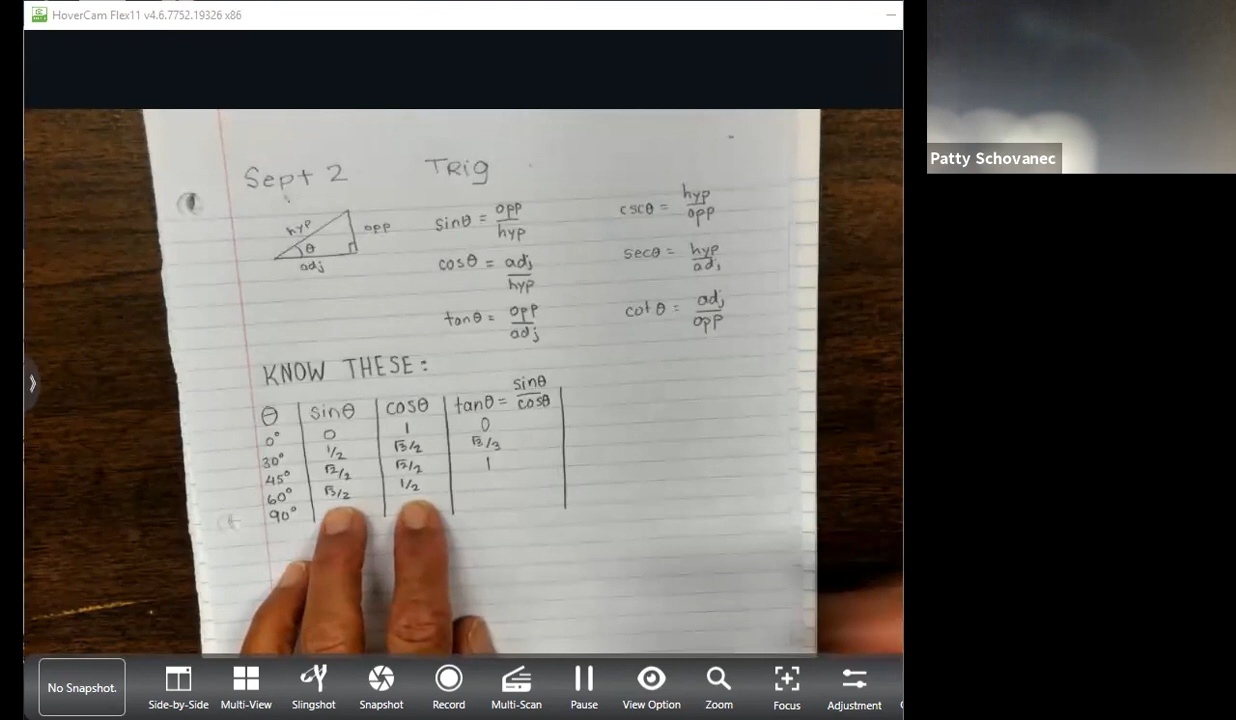 HoverCam Flex11 v4.6.7752.19326 x86
Patty Schovanec
Sept 2 Trig
hyp opp θ adj
sinθ = opp/hyp cscθ = hyp/opp
cosθ = adj/hyp secθ = hyp/adj
tanθ = opp/adj cotθ = adj/opp
KNOW THESE:
θ sinθ cosθ tanθ = sinθ/cosθ
0° 0 1 0
30° 1/2 √3/2 √3/3
45° √2/2 √2/2 1
60° √3/2 1/2
90°
No Snapshot.
Side-by-Side Multi-View Slingshot Snapshot Record Multi-Scan Pause View Option Zoom Focus Adjustment